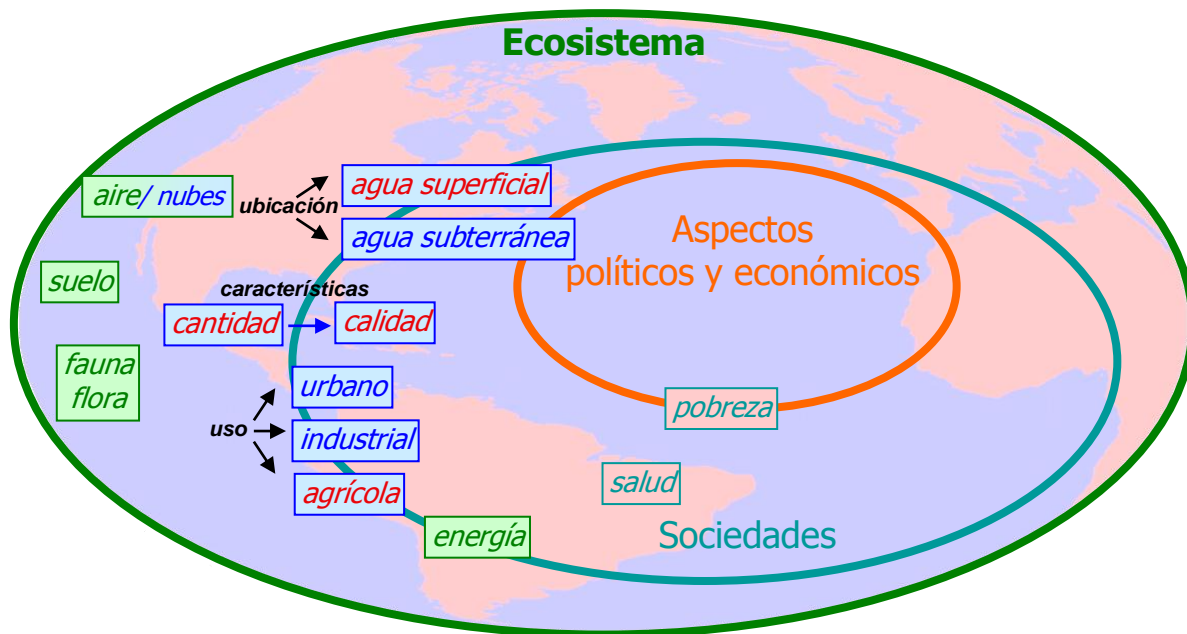 Ecosistema
aire/ nubes
ubicación
agua superficial
agua subterránea
Aspectos
políticos y económicos
suelo
características
cantidad
calidad
fauna
flora
urbano
uso
industrial
agrícola
pobreza
salud
energía
Sociedades